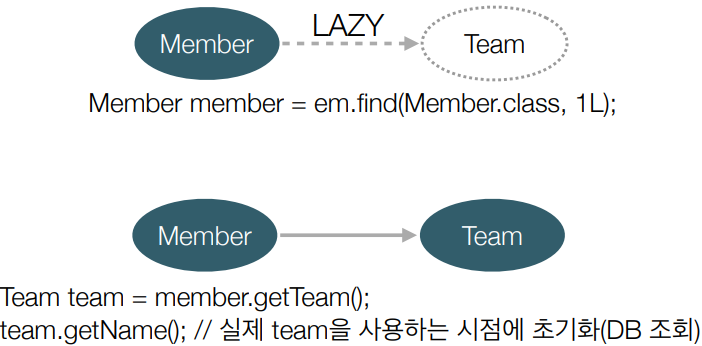 Member LAZY Team
Member member = em.find(Member.class, 1L);
Member Team
Team team = member.getTeam();
team.getName(); // 실제 team을 사용하는 시점에 초기화(DB 조회)